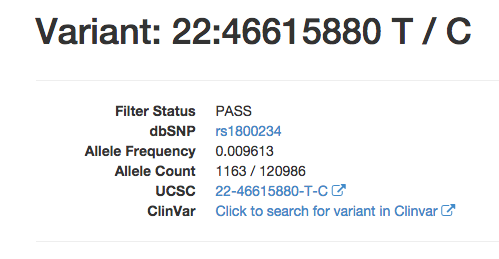 Variant: 22:46615880 T / C
Filter Status PASS
dbSNP rs1800234
Allele Frequency 0.009613
Allele Count 1163 / 120986
UCSC 22-46615880-T-C
ClinVar Click to search for variant in Clinvar